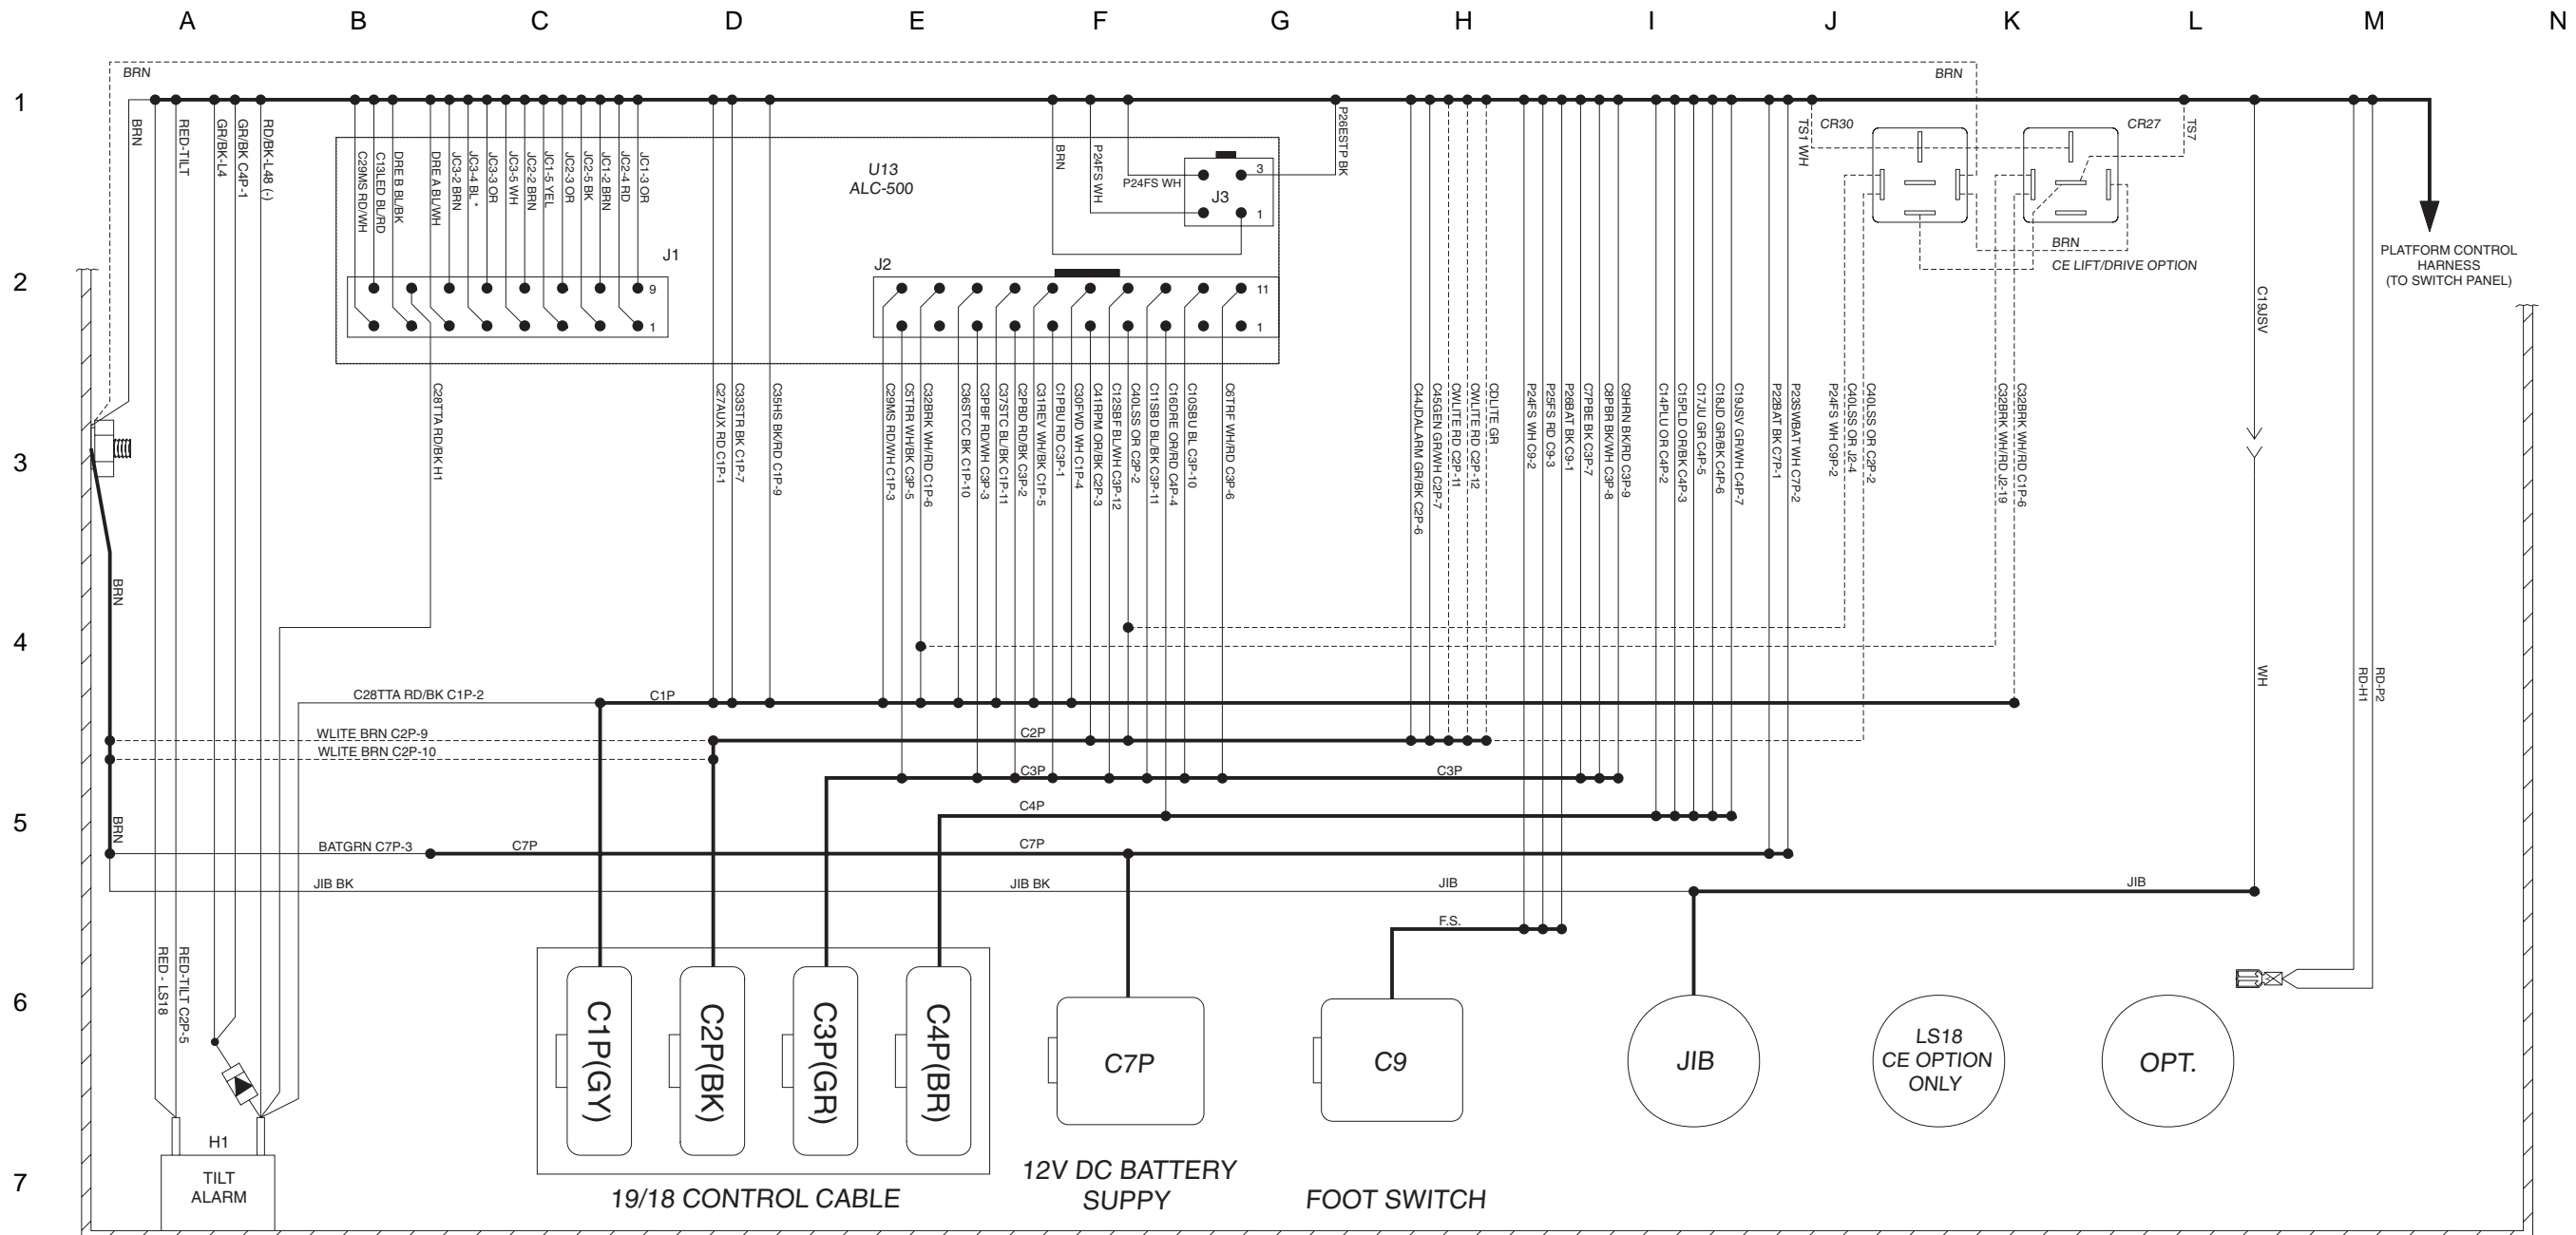 A B C D E F G H I J K L M N
1
2
3
4
5
6
7
BRN
BRN
BRN
RED-TILT
GR/BK-L4
GR/BK C4P-1
RD/BK-L48 (-)
C29MS RD/WH
C13LED BL/RD
DRE B BL/BK
DRE A BL/WH
JC3-2 BRN
JC3-4 BL *
JC3-3 OR
JC3-5 WH
JC2-2 BRN
JC1-5 YEL
JC2-3 OR
JC2-5 BK
JC1-2 BRN
JC2-4 RD
JC1-3 OR
J1
9
1
U13
ALC-500
BRN
P24FS WH
P24FS WH
3
J3
1
P26ESTP BK
J2
11
1
TS1 WH
CR30
CR27
TS7
BRN
CE LIFT/DRIVE OPTION
PLATFORM CONTROL
HARNESS
(TO SWITCH PANEL)
C19JSV
C28TTA RD/BK H1
C27AUX RD C1P-1
C33STR BK C1P-7
C35HS BK/RD C1P-9
C29MS RD/WH C1P-3
C5TRR WH/BK C3P-5
C32BRK WH/RD C1P-6
C36STCC BK C1P-10
C3PBF RD/WH C3P-3
C37STC BL/BK C1P-11
C2PBD RD/BK C3P-2
C31REV WH/BK C1P-5
C1PBU RD C3P-1
C30FWD WH C1P-4
C41RPM OR/BK C2P-3
C12SBF BL/WH C3P-12
C40LSS OR C2P-2
C11SBD BL/BK C3P-11
C16DRE OR/RD C4P-4
C10SBU BL C3P-10
C6TRF WH/RD C3P-6
C44JDALARM GR/BK C2P-6
C45GEN GR/WH C2P-7
CWLITE RD C2P-11
CWLITE RD C2P-12
CDLITE GR
P24FS WH C9-2
P25FS RD C9-3
P26BAT BK C9-1
C7PBE BK C3P-7
C8PBR BK/WH C3P-8
C9HRN BK/RD C3P-9
C14PLU OR C4P-2
C15PLD OR/BK C4P-3
C17JU GR C4P-5
C18JD GR/BK C4P-6
C19JSV GR/WH C4P-7
P22BAT BK C7P-1
P23SWBAT WH C7P-2
P24FS WH C9P-2
C40LSS OR J2-4
C40LSS OR C2P-2
C32BRK WH/RD J2-19
C32BRK WH/RD C1P-6
BRN
WH
RD-H1
RD-P2
C28TTA RD/BK C1P-2
C1P
WLITE BRN C2P-9
C2P
WLITE BRN C2P-10
C3P
C3P
C4P
BRN
BATGRN C7P-3
C7P
C7P
JIB BK
JIB BK
JIB
JIB
F.S.
RED - LS18
RED-TILT C2P-5
C1P(GY)
C2P(BK)
C3P(GR)
C4P(BR)
C7P
C9
JIB
LS18
CE OPTION
ONLY
OPT.
H1
TILT
ALARM
19/18 CONTROL CABLE
12V DC BATTERY
SUPPY
FOOT SWITCH